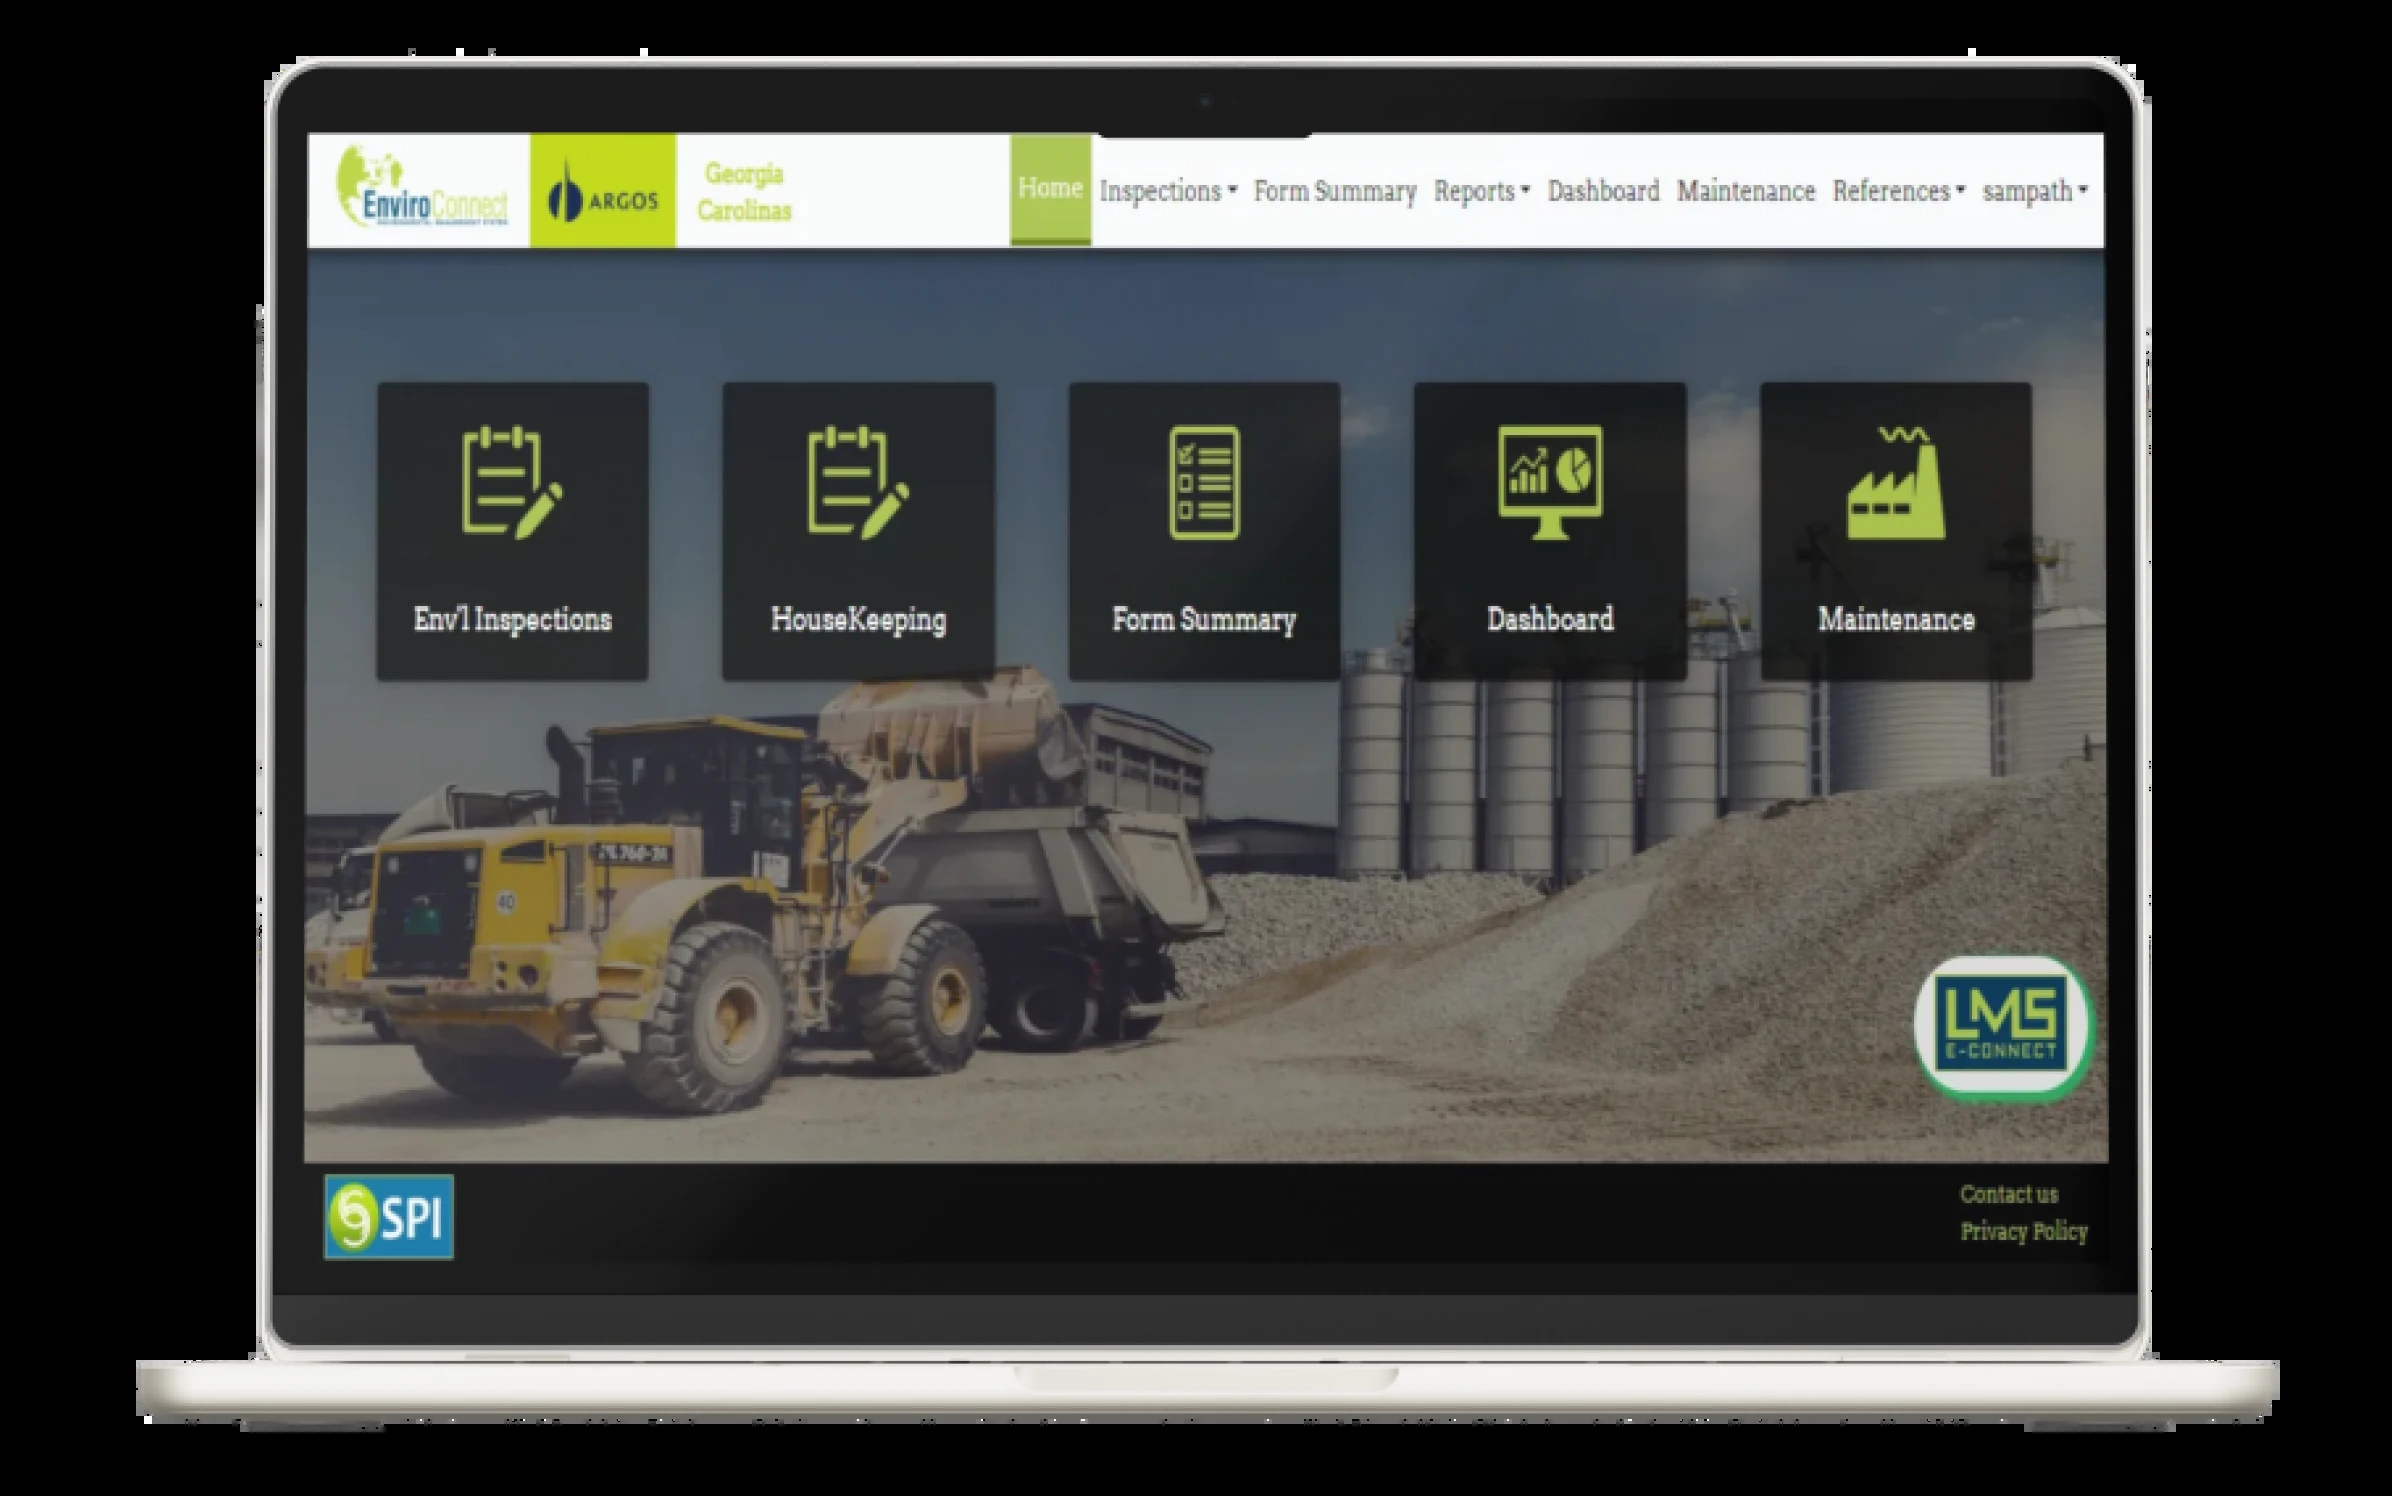 EnviroConnect
ARGOS
Georgia
Carolinas
Home Inspections Form Summary Reports Dashboard Maintenance References sampath
Env'l Inspections
HouseKeeping
Form Summary
Dashboard
Maintenance
40
LMS
E-CONNECT
SPI
Contact us
Privacy Policy